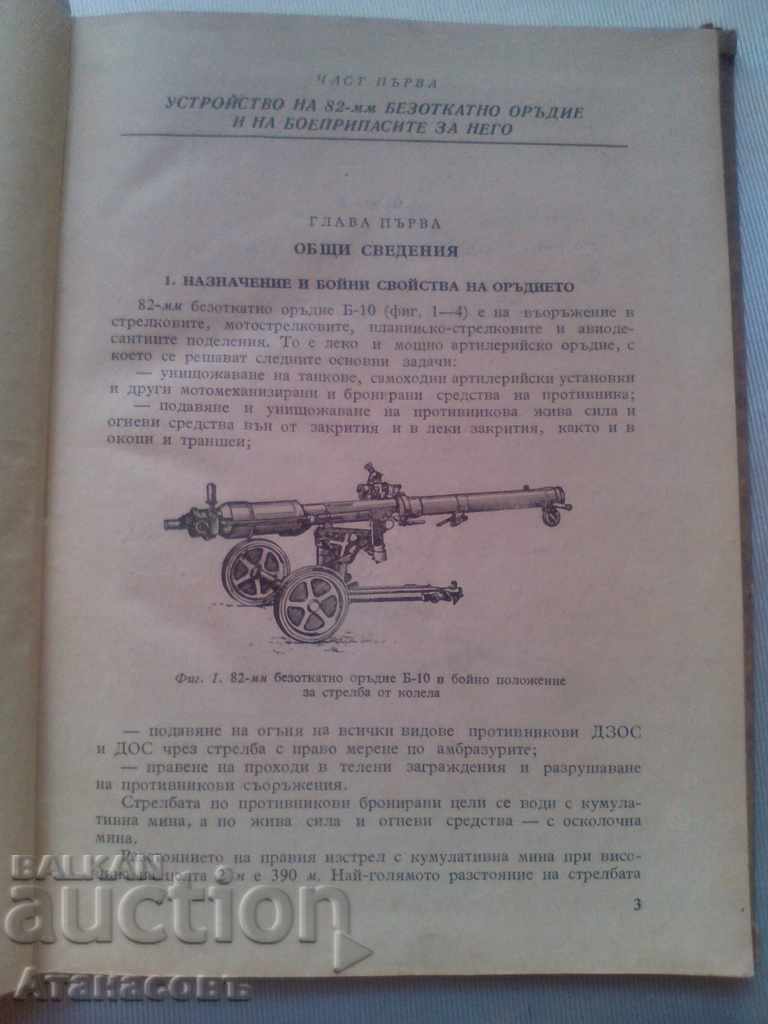 ЧАСТ ПЪРВА
УСТРОЙСТВО НА 82-мм БЕЗОТКАТНО ОРЪДИЕ
И НА БОЕПРИПАСИТЕ ЗА НЕГО
ГЛАВА ПЪРВА
ОБЩИ СВЕДЕНИЯ
1. НАЗНАЧЕНИЕ И БОЙНИ СВОЙСТВА НА ОРЪДИЕТО
82-мм безоткатно оръдие Б-10 (фиг. 1—4) е на въоръжение в
стрелковите, мотострелковите, планинско-стрелковите и авиоде-
сантните поделения. То е леко и мощно артилерийско оръдие, с
което се решават следните основни задачи:
— унищожаване на танкове, самоходни артилерийски установки
и други мотомеханизирани и бронирани средства на противника;
— подаване и унищожаване на противникова жива сила и
огневи средства вън от закрития и в леки закрития, както и в
окопи и траншеи;
Фиг. 1. 82-мм безоткатно оръдие Б-10 в бойно положение
за стрелба от колела
— подавяне на огъня на всички видове противникови ДЗОС
и ДОС чрез стрелба с право мерене по амбразурите;
— правене на проходи в телени заграждения и разрушаване
на противникови съоръжения.
Стрелбата по противникови бронирани цели се води с кумула-
тивна мина, а по жива сила и огневи средства — с осколочна
мина.
Разстоянието на правия изстрел с кумулативна мина при висо-
чина на целта 2 м е 390 м. Най-голямото разстояние на стрелбата
3
BALKAN
auction
Атанасовъ